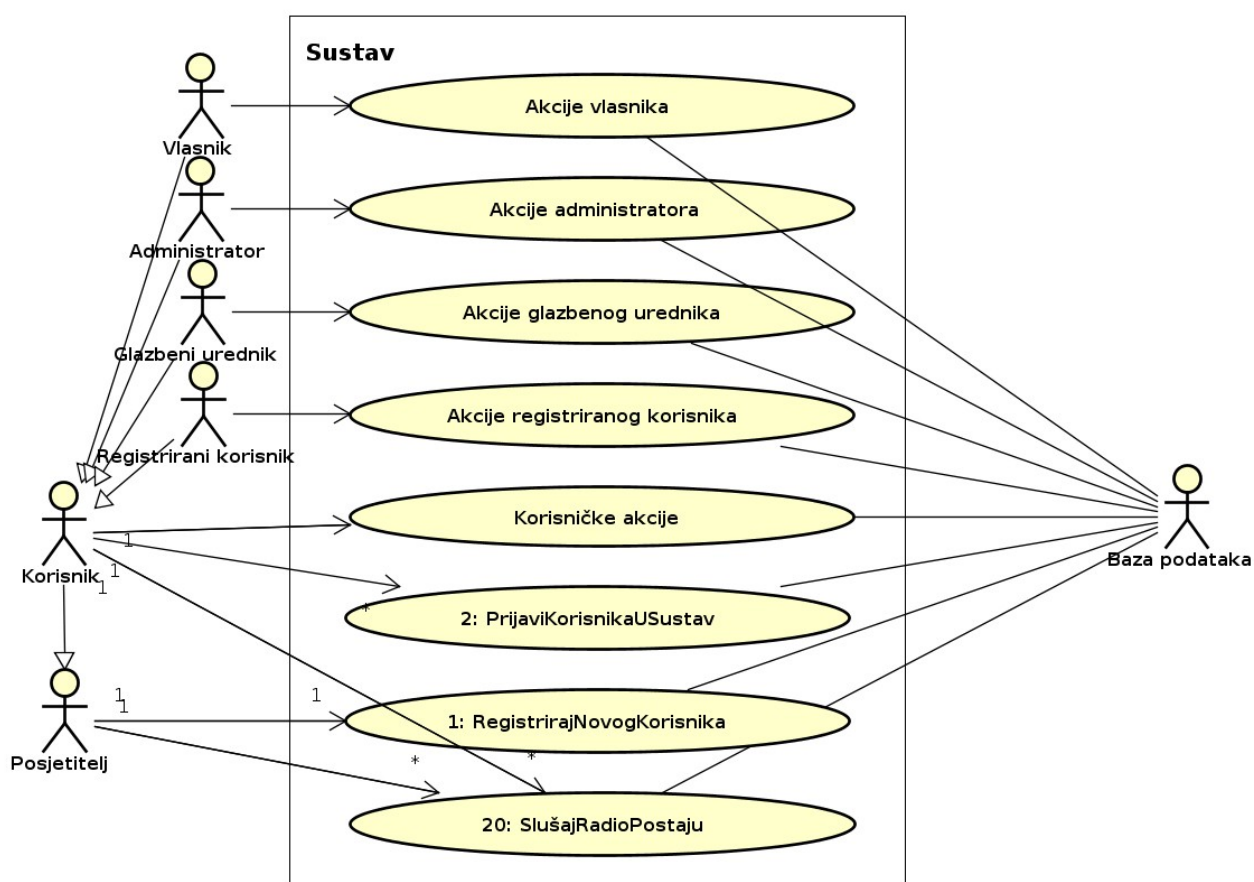 Sustav
Vlasnik
Akcije vlasnika
Administrator
Akcije administratora
Glazbeni urednik
Akcije glazbenog urednika
Registrirani korisnik
Akcije registriranog korisnika
Korisnik
Korisničke akcije
Baza podataka
1
1
1
*
2: PrijaviKorisnikaUSustav
Posjetitelj
1
1
1
1: RegistrirajNovogKorisnika
*
*
20: SlušajRadioPostaju